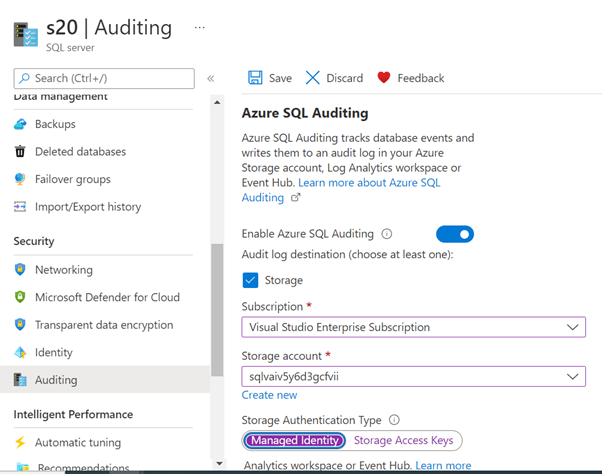 s20 | Auditing ...
SQL server
Search (Ctrl+/)
«
Data management
Backups
Deleted databases
Failover groups
Import/Export history
Security
Networking
Microsoft Defender for Cloud
Transparent data encryption
Identity
Auditing
Intelligent Performance
Automatic tuning
Recommendations
Save Discard Feedback
Azure SQL Auditing
Azure SQL Auditing tracks database events and
writes them to an audit log in your Azure
Storage account, Log Analytics workspace or
Event Hub. Learn more about Azure SQL
Auditing
Enable Azure SQL Auditing
Audit log destination (choose at least one):
Storage
Subscription *
Visual Studio Enterprise Subscription
Storage account *
sqlvaiv5y6d3gcfvii
Create new
Storage Authentication Type
Managed Identity Storage Access Keys
Analytics workspace or Event Hub. Learn more